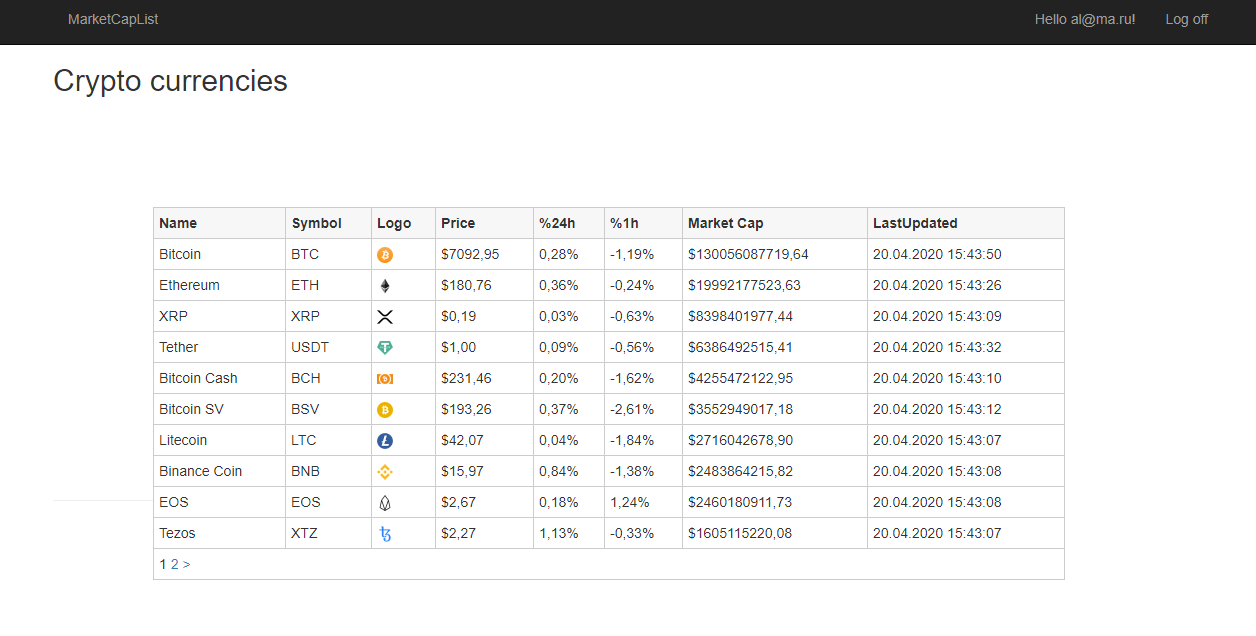 MarketCapList Hello al@ma.ru! Log off
Crypto currencies
Name Symbol Logo Price %24h %1h Market Cap LastUpdated
Bitcoin BTC $7092,95 0,28% -1,19% $130056087719,64 20.04.2020 15:43:50
Ethereum ETH $180,76 0,36% -0,24% $19992177523,63 20.04.2020 15:43:26
XRP XRP $0,19 0,03% -0,63% $8398401977,44 20.04.2020 15:43:09
Tether USDT $1,00 0,09% -0,56% $6386492515,41 20.04.2020 15:43:32
Bitcoin Cash BCH $231,46 0,20% -1,62% $4255472122,95 20.04.2020 15:43:10
Bitcoin SV BSV $193,26 0,37% -2,61% $3552949017,18 20.04.2020 15:43:12
Litecoin LTC $42,07 0,04% -1,84% $2716042678,90 20.04.2020 15:43:07
Binance Coin BNB $15,97 0,84% -1,38% $2483864215,82 20.04.2020 15:43:08
EOS EOS $2,67 0,18% 1,24% $2460180911,73 20.04.2020 15:43:08
Tezos XTZ $2,27 1,13% -0,33% $1605115220,08 20.04.2020 15:43:07
1 2 >